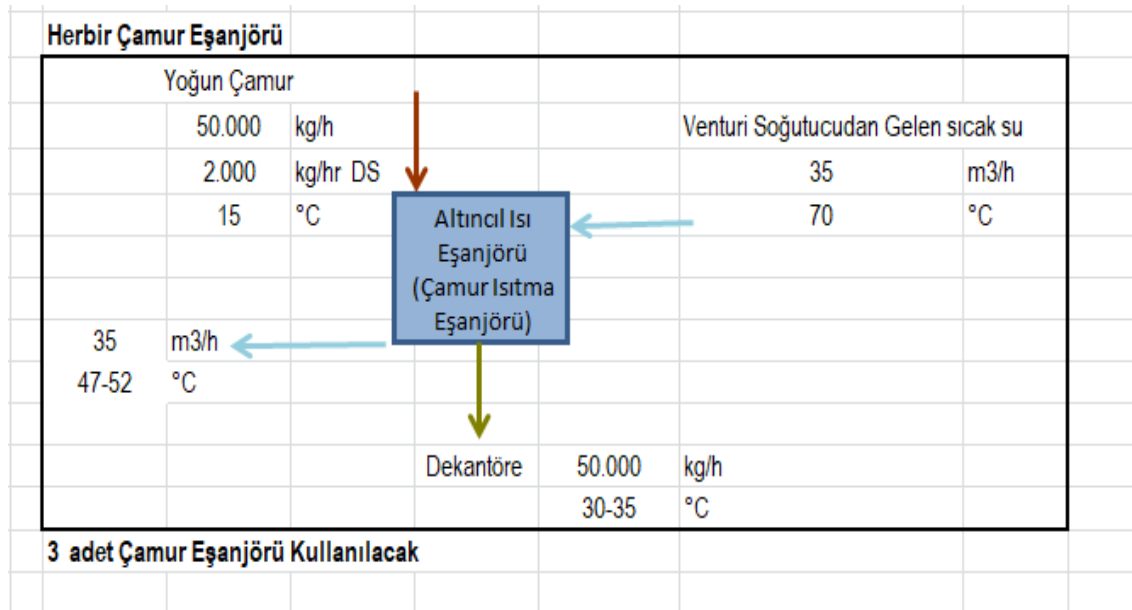 Herbir Çamur Eşanjörü
Yoğun Çamur
50.000 kg/h
Venturi Soğutucudan Gelen sıcak su
2.000 kg/hr DS
35 m3/h
15 °C
70 °C
Altıncıl Isı
Eşanjörü
(Çamur Isıtma
Eşanjörü)
35 m3/h
47-52 °C
Dekantöre 50.000 kg/h
30-35 °C
3 adet Çamur Eşanjörü Kullanılacak